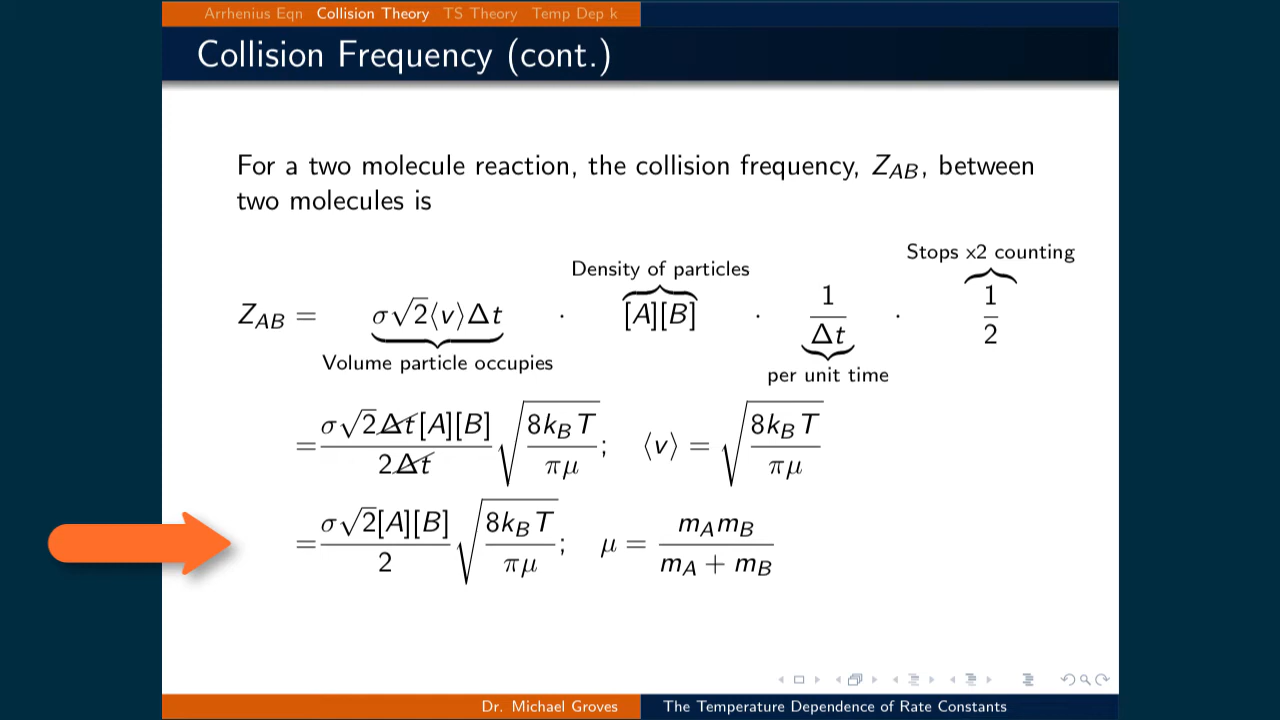 Arrhenius Eqn Collision Theory TS Theory Temp Dep k
Collision Frequency (cont.)
For a two molecule reaction, the collision frequency, Z_AB, between
two molecules is
Stops x2 counting
Density of particles
Z_AB = σ√2⟨v⟩Δt · [A][B] · 1/Δt · 1/2
Volume particle occupies
per unit time
= σ√2Δt[A][B]/2Δt √(8k_B T/πμ); ⟨v⟩ = √(8k_B T/πμ)
= σ√2[A][B]/2 √(8k_B T/πμ); μ = m_A m_B/(m_A + m_B)
Dr. Michael Groves The Temperature Dependence of Rate Constants